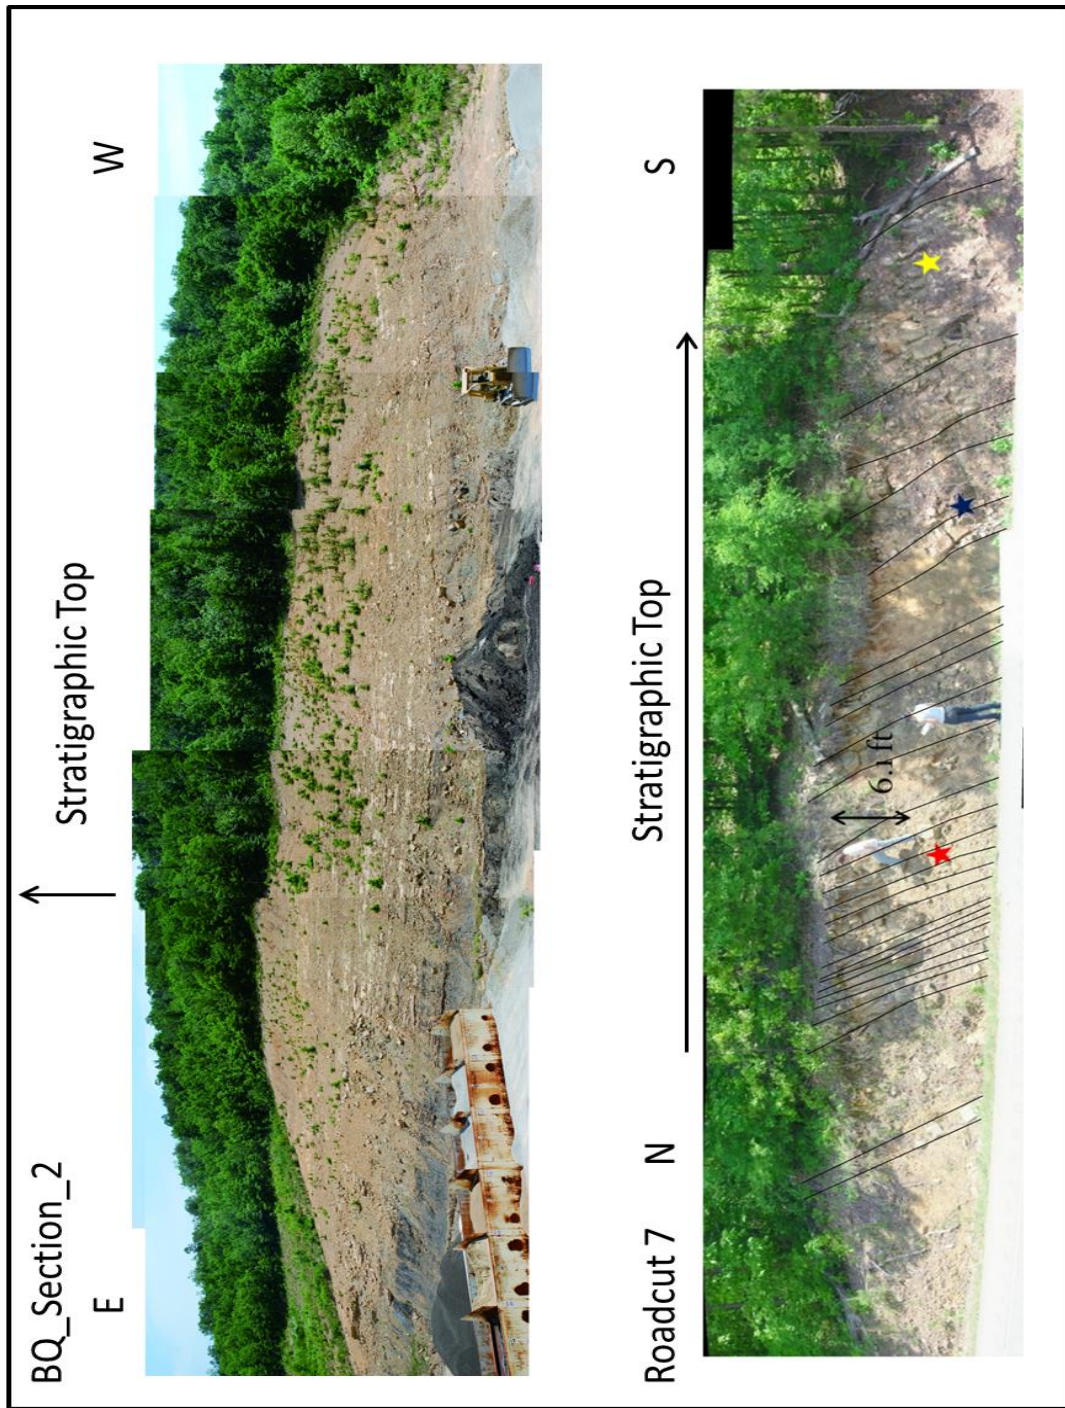 BQ_Section_2
Stratigraphic Top
E
W
Stratigraphic Top
Roadcut 7
N
S
6.1 ft